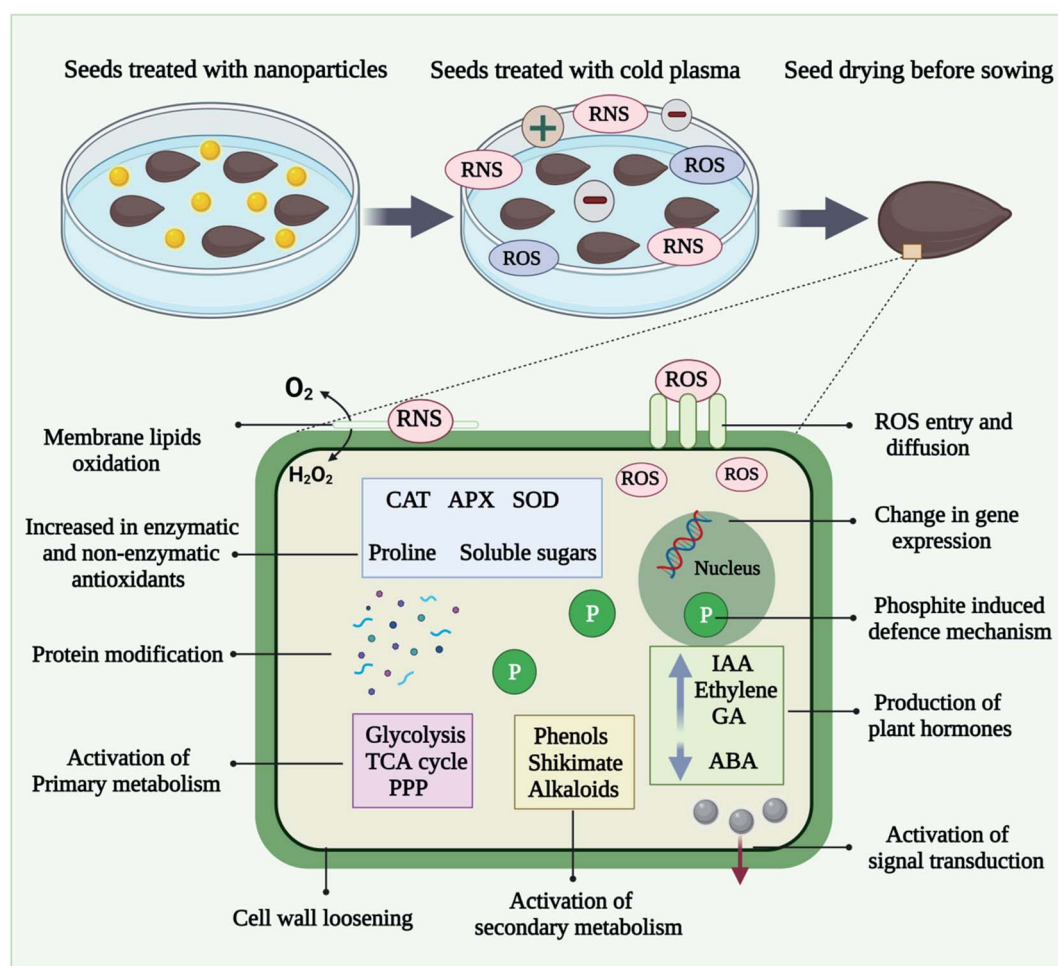 Seeds treated with nanoparticles
Seeds treated with cold plasma
Seed drying before sowing
+
RNS
-
RNS
ROS
-
ROS
RNS
O₂
RNS
ROS
Membrane lipids
oxidation
H₂O₂
ROS
ROS
ROS entry and
diffusion
CAT APX SOD
Proline Soluble sugars
Increased in enzymatic
and non-enzymatic
antioxidants
Nucleus
Change in gene
expression
P
P
Phosphite induced
defence mechanism
Protein modification
P
IAA
Ethylene
GA
ABA
Production of
plant hormones
Activation of
Primary metabolism
Glycolysis
TCA cycle
PPP
Phenols
Shikimate
Alkaloids
Activation of
signal transduction
Cell wall loosening
Activation of
secondary metabolism